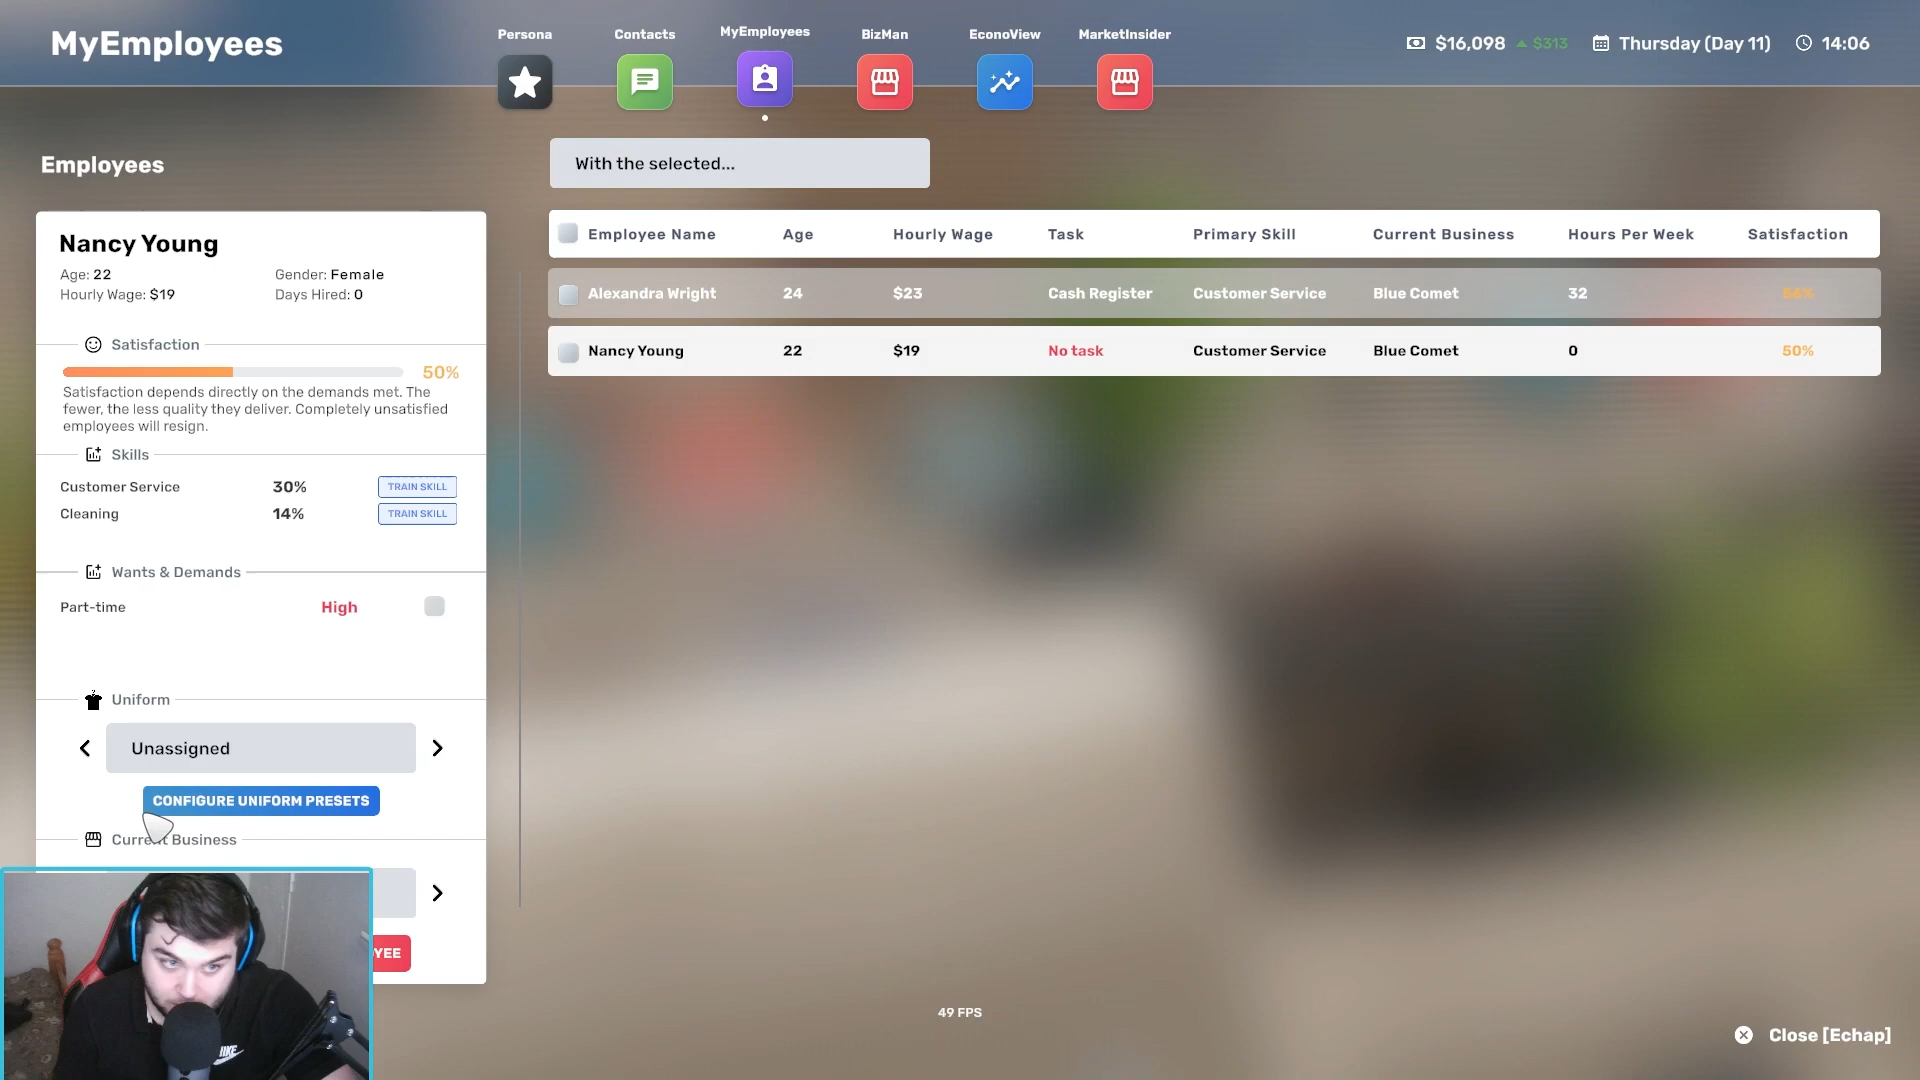 MyEmployees
Persona
Contacts
MyEmployees
BizMan
EconoView
MarketInsider
$16,098 $313 Thursday (Day 11) 14:06
Employees
With the selected...
Nancy Young
Age: 22 Gender: Female
Hourly Wage: $19 Days Hired: 0
Satisfaction
50%
Satisfaction depends directly on the demands met. The
fewer, the less quality they deliver. Completely unsatisfied
employees will resign.
Skills
Customer Service 30% TRAIN SKILL
Cleaning 14% TRAIN SKILL
Wants & Demands
Part-time High
Uniform
Unassigned
CONFIGURE UNIFORM PRESETS
Current Business
YEE
Employee Name Age Hourly Wage Task Primary Skill Current Business Hours Per Week Satisfaction
Alexandra Wright 24 $23 Cash Register Customer Service Blue Comet 32
Nancy Young 22 $19 No task Customer Service Blue Comet 0 50%
49 FPS
Close [Echap]